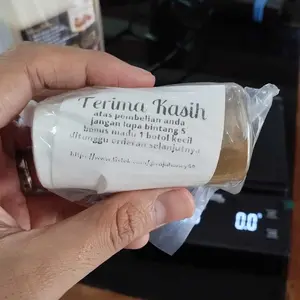 Terima Kasih
atas pembelian anda
jangan lupa bintang 5
bonus madu 1 botol kecil
ditunggu orderan selanjutnya
0.0